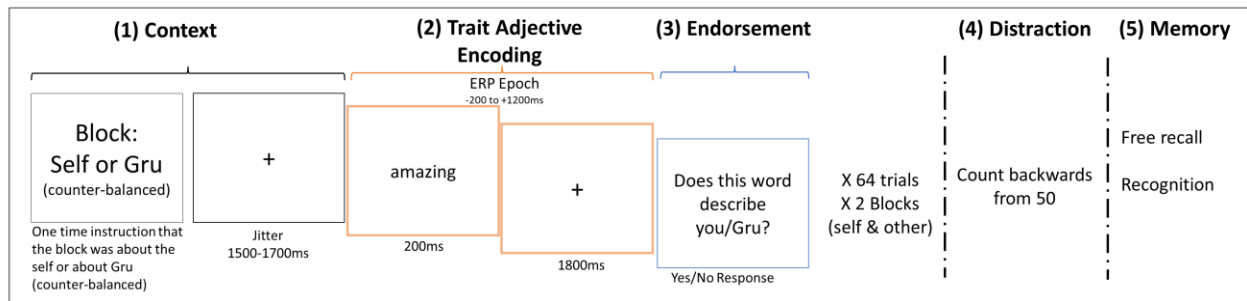 (1) Context
Block:
Self or Gru
(counter-balanced)
One time instruction that
the block was about the
self or about Gru
(counter-balanced)
+
Jitter
1500-1700ms
(2) Trait Adjective
Encoding
ERP Epoch
-200 to +1200ms
amazing
200ms
+
1800ms
(3) Endorsement
Does this word
describe
you/Gru?
Yes/No Response
X 64 trials
X 2 Blocks
(self & other)
(4) Distraction
Count backwards
from 50
(5) Memory
Free recall
Recognition